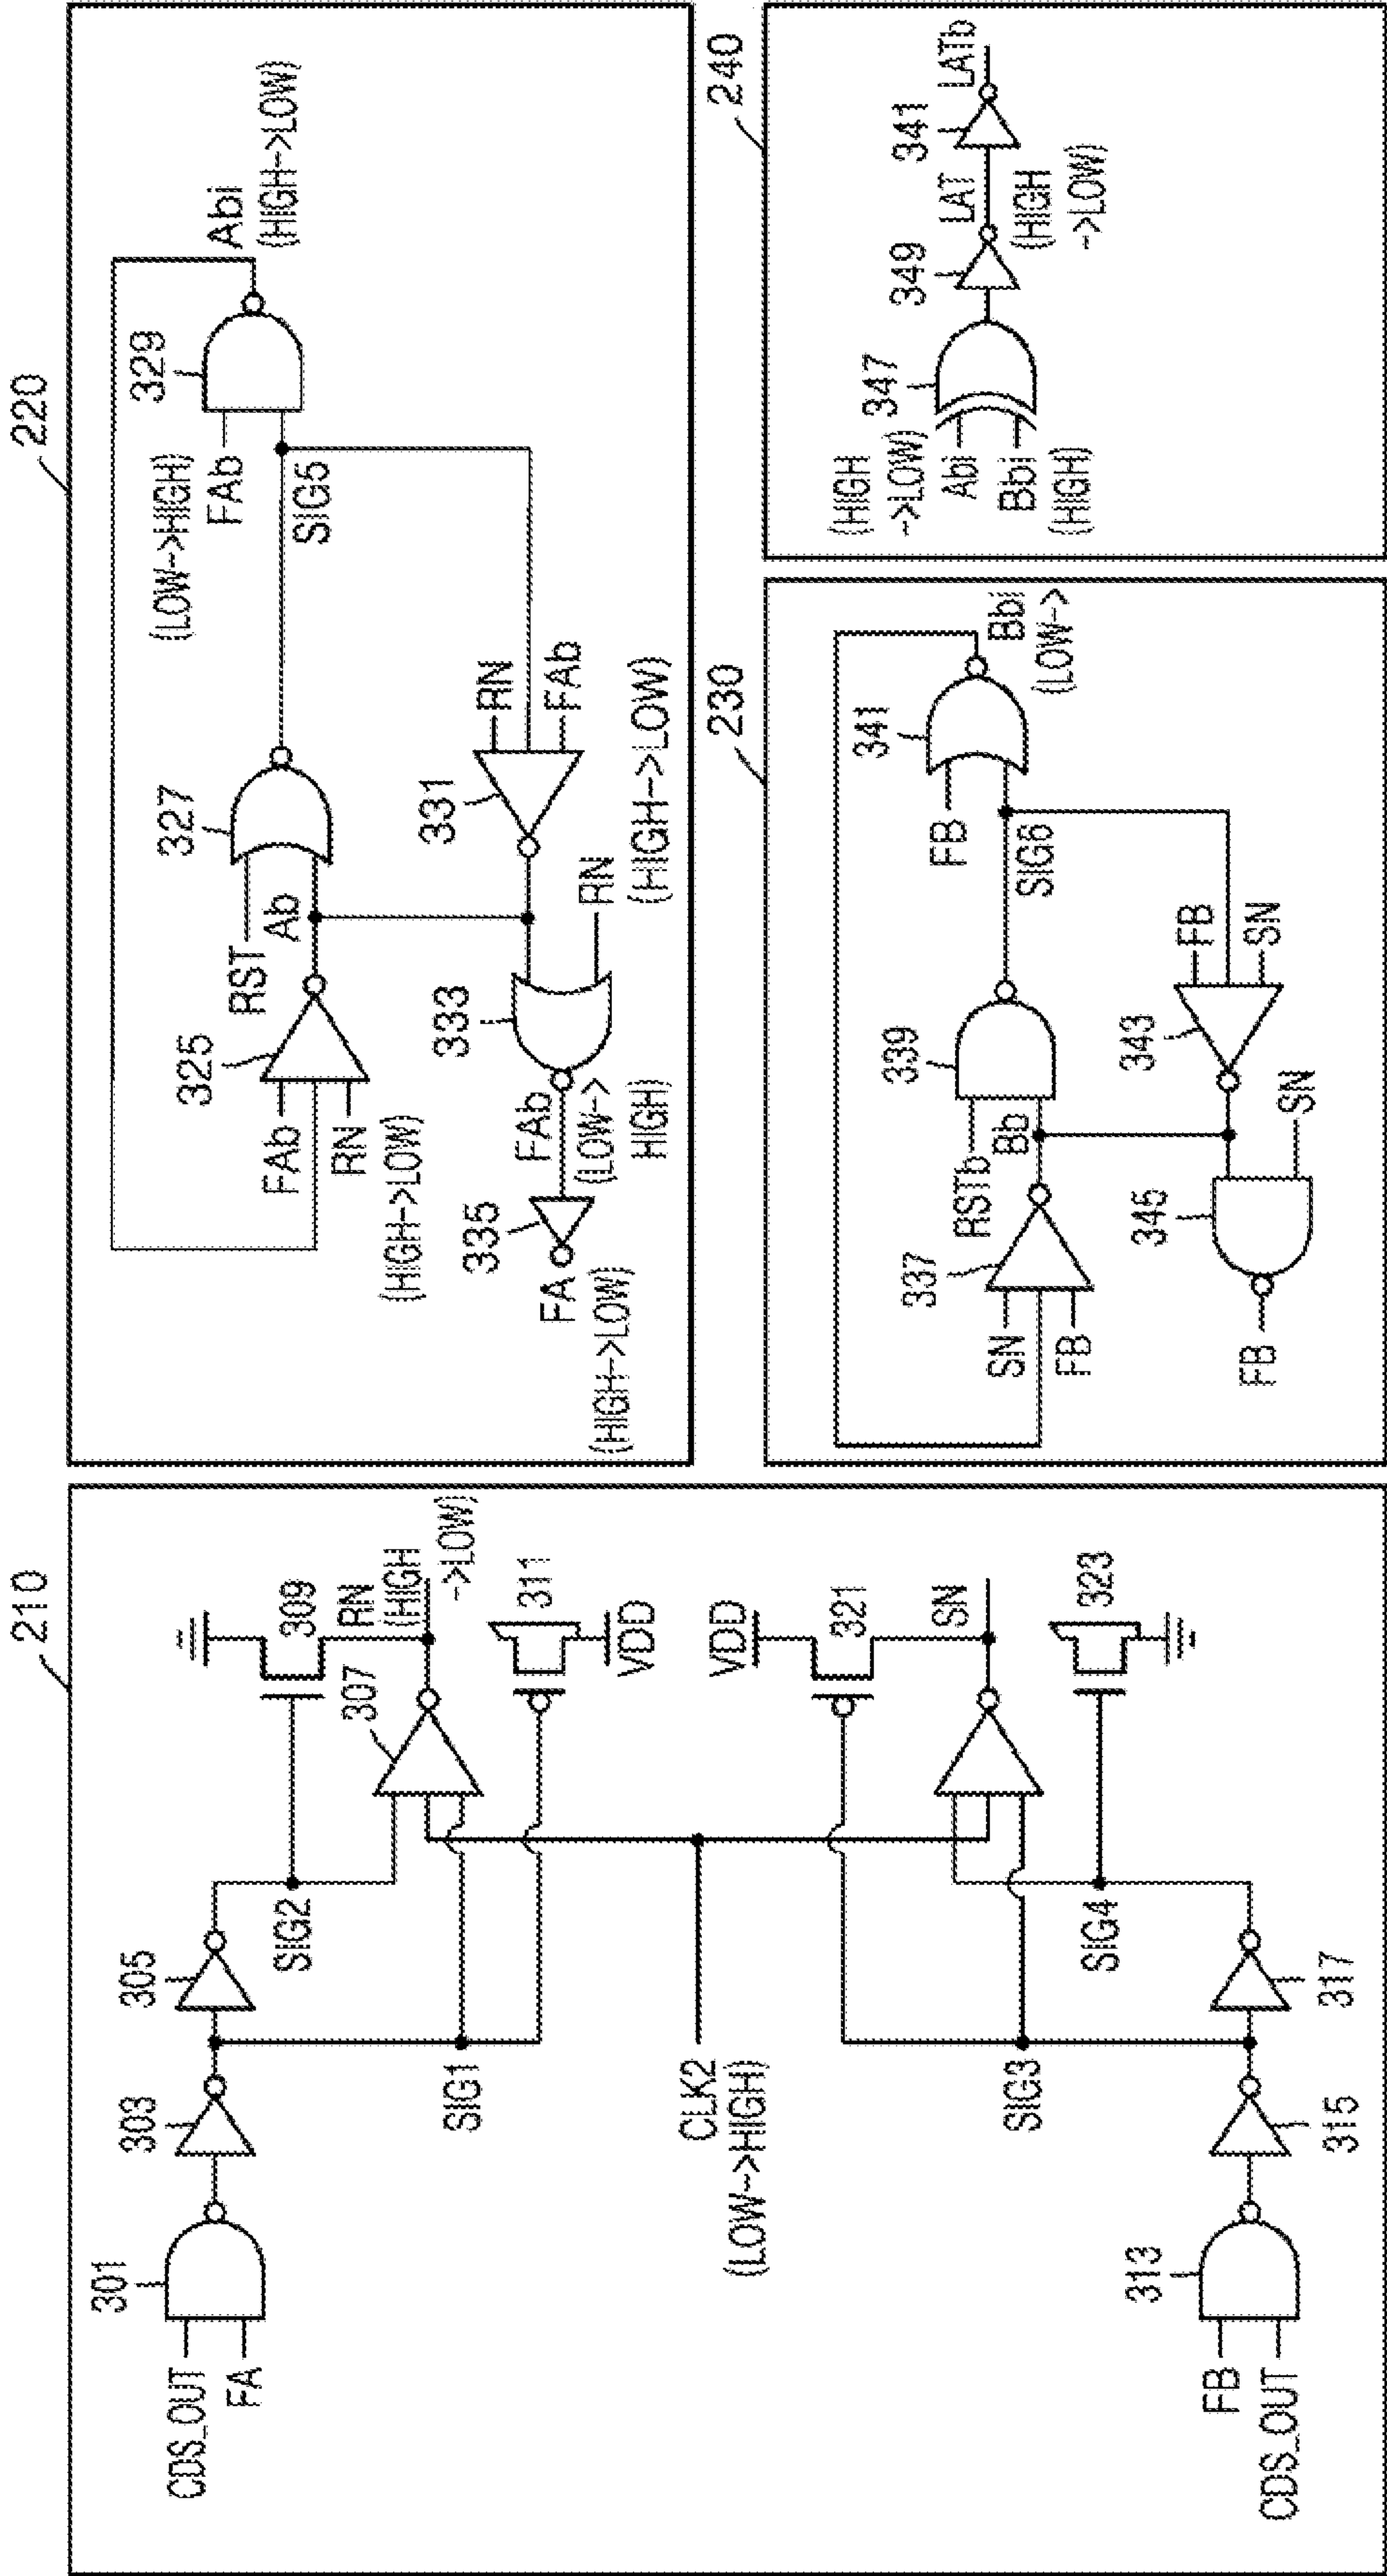 210
301
CDS_OUT
FA
303
305
SIG2
SIG1
309
307
RN
(HIGH
->LOW)
311
VDD
CLK2
(LOW->HIGH)
VDD
321
SN
323
SIG3
SIG4
313
FB
CDS_OUT
315
317
220
325
FAb
RN
(HIGH->LOW)
RST
Ab
327
(LOW->HIGH)
FAb
329
SIG5
Abi
(HIGH->LOW)
331
RN
FAb
333
RN
(HIGH->LOW)
FAb
(LOW->
HIGH)
335
FA
(HIGH->LOW)
230
337
SN
FB
RSTb
Bb
339
341
FB
SIG6
Bbi
(LOW->
343
FB
SN
345
SN
FB
240
(HIGH
->LOW)
Abi
Bbi
(HIGH)
347
349
LAT
(HIGH
->LOW)
341
LATb